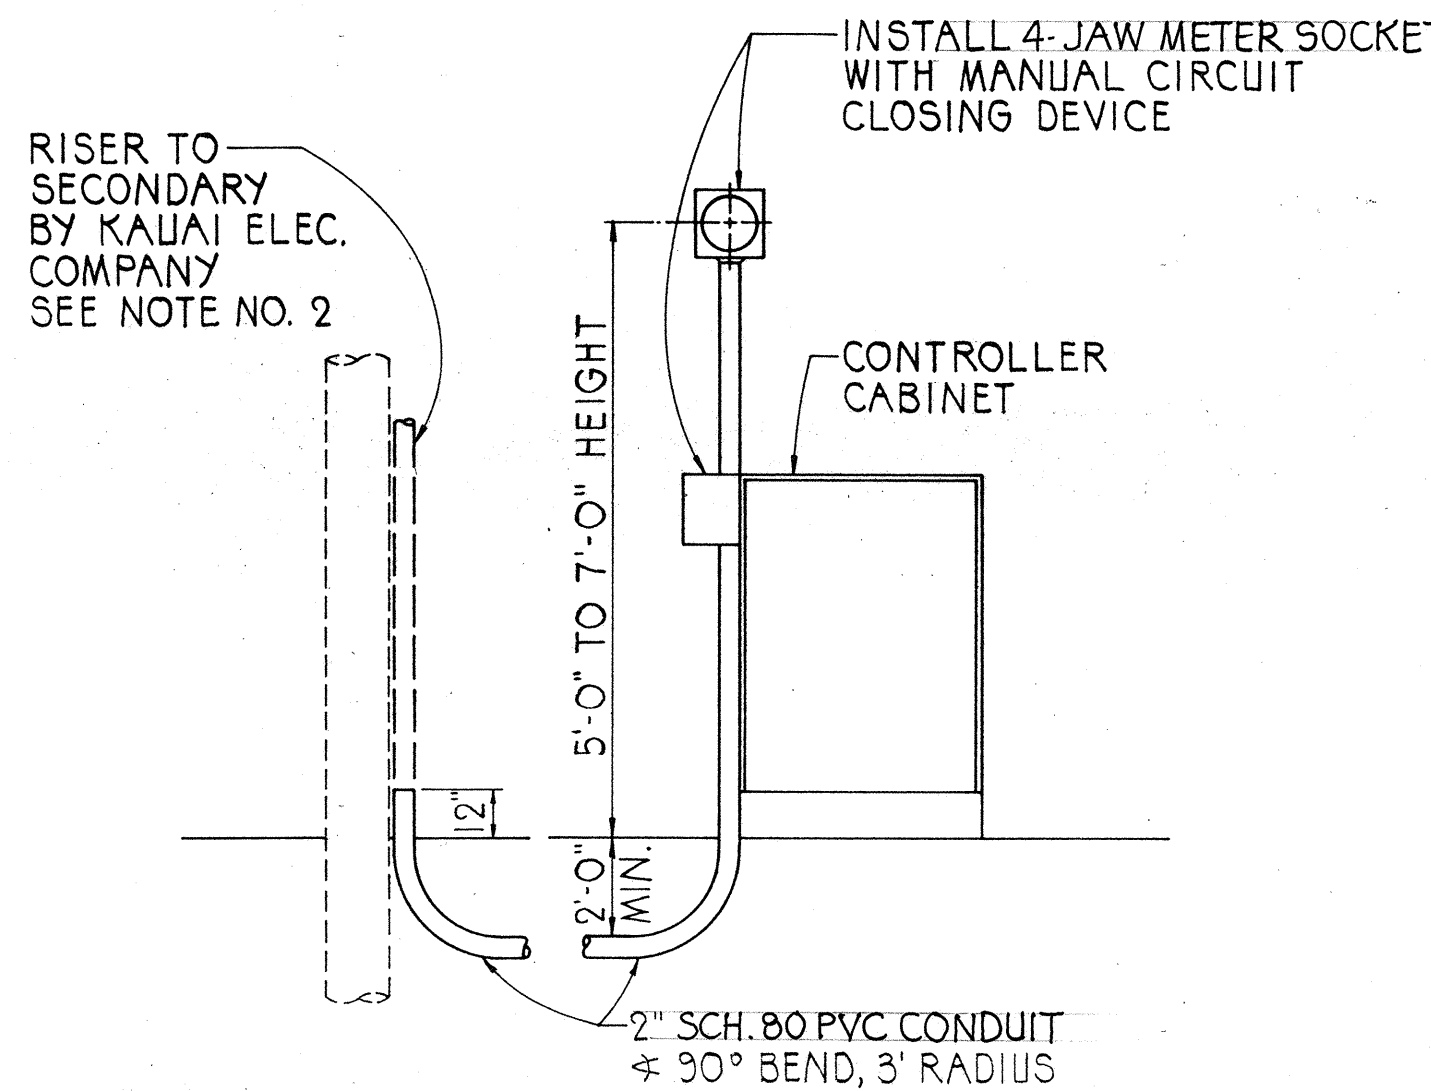 INSTALL 4-JAW METER SOCKET
WITH MANUAL CIRCUIT
CLOSING DEVICE
RISER TO
SECONDARY
BY KAUAI ELEC.
COMPANY
SEE NOTE NO. 2
CONTROLLER
CABINET
5'-0" TO 7'-0" HEIGHT
12"
2'-0"
MIN.
2" SCH. 80 PVC CONDUIT
& 90° BEND, 3' RADIUS